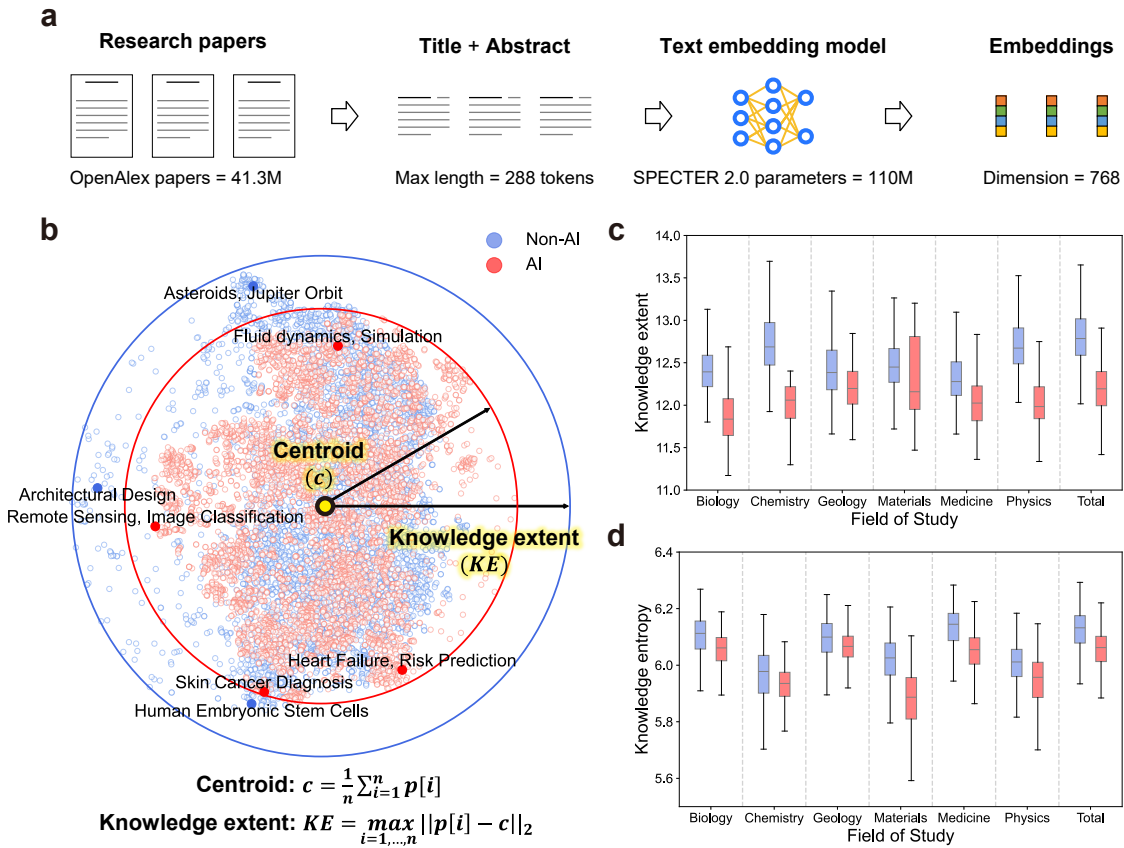 a
Research papers
Title + Abstract
Text embedding model
Embeddings
OpenAlex papers = 41.3M
Max length = 288 tokens
SPECTER 2.0 parameters = 110M
Dimension = 768
b
Non-AI
AI
Asteroids, Jupiter Orbit
Fluid dynamics, Simulation
Centroid
(c)
Architectural Design
Remote Sensing, Image Classification
Knowledge extent
(KE)
Heart Failure, Risk Prediction
Skin Cancer Diagnosis
Human Embryonic Stem Cells
Centroid: c = 1/n ∑ⁿᵢ₌₁ p[i]
Knowledge extent: KE = max i=1,...,n ||p[i] − c||₂
c
Knowledge extent
14.0
13.5
13.0
12.5
12.0
11.5
11.0
Biology Chemistry Geology Materials Medicine Physics Total
Field of Study
d
Knowledge entropy
6.4
6.2
6.0
5.8
5.6
Biology Chemistry Geology Materials Medicine Physics Total
Field of Study